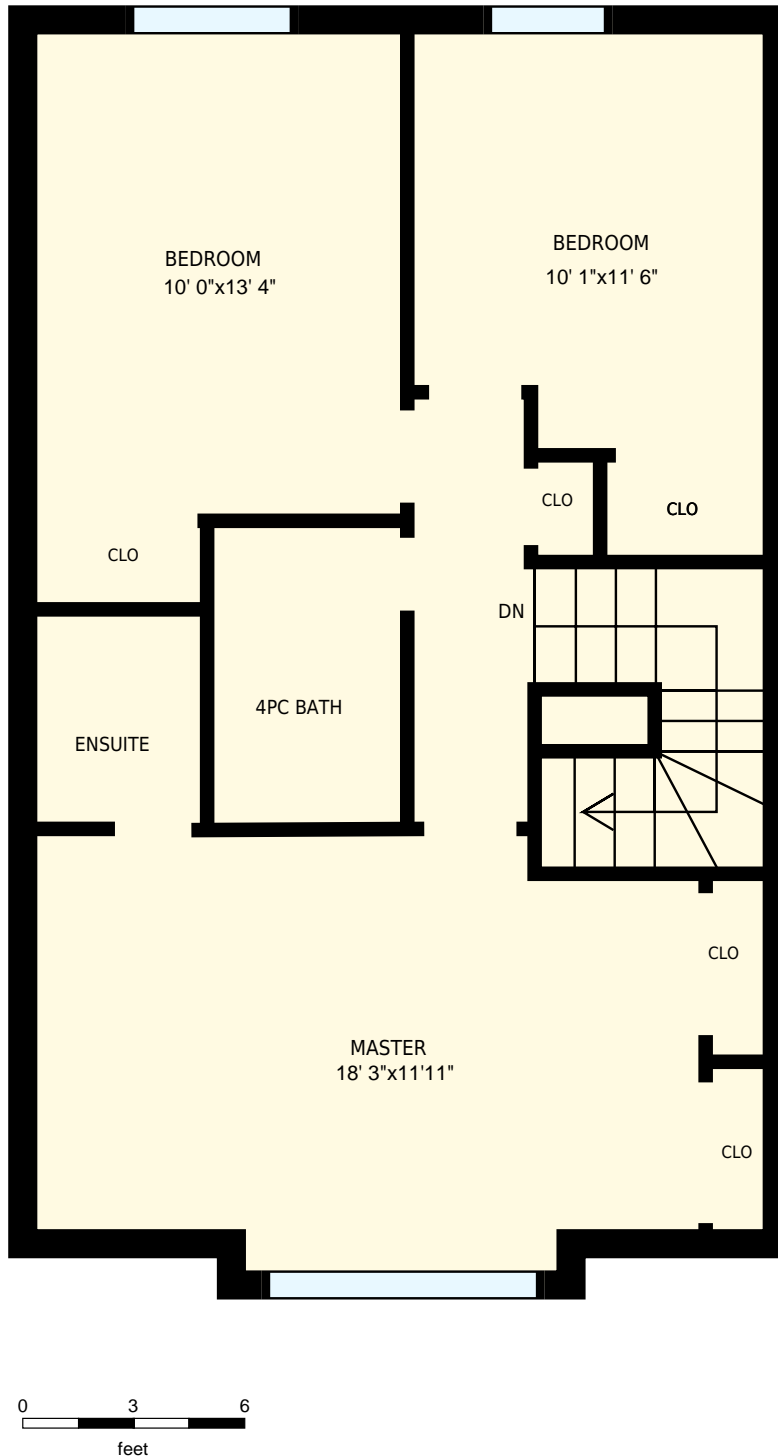 BEDROOM
10' 0"x13' 4"
BEDROOM
10' 1"x11' 6"
CLO
CLO
CLO
DN
4PC BATH
ENSUITE
CLO
MASTER
18' 3"x11'11"
CLO
0 3 6
feet